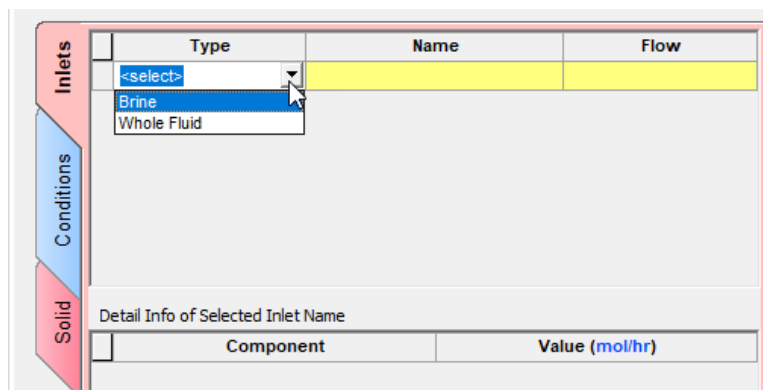 Inlets
Conditions
Solid
Type Name Flow
<select>
Brine
Whole Fluid
Detail Info of Selected Inlet Name
Component Value (mol/hr)